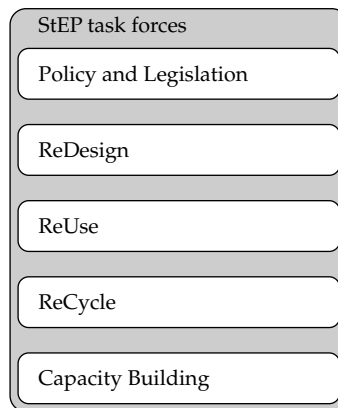 StEP task forces
Policy and Legislation
ReDesign
ReUse
ReCycle
Capacity Building